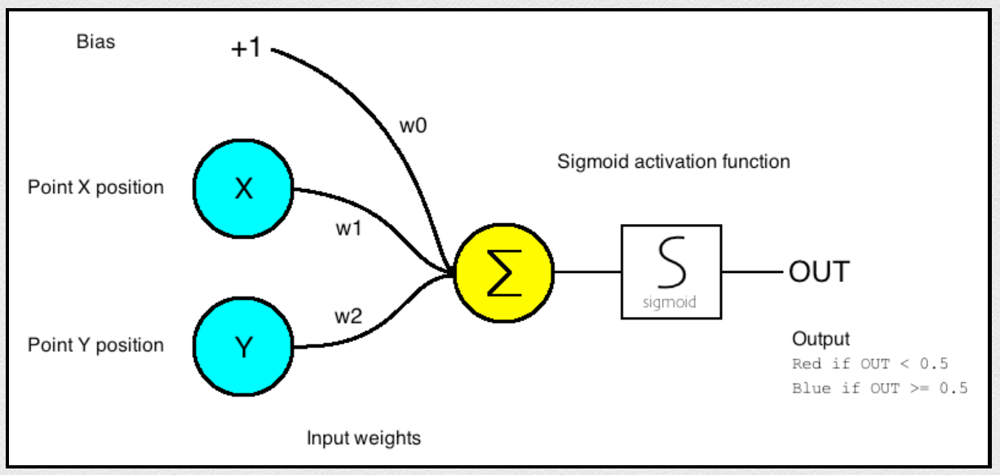 Bias
+1
w0
Sigmoid activation function
Point X position
X
w1
∑
S
sigmoid
OUT
w2
Point Y position
Y
Output
Red if OUT < 0.5
Blue if OUT >= 0.5
Input weights